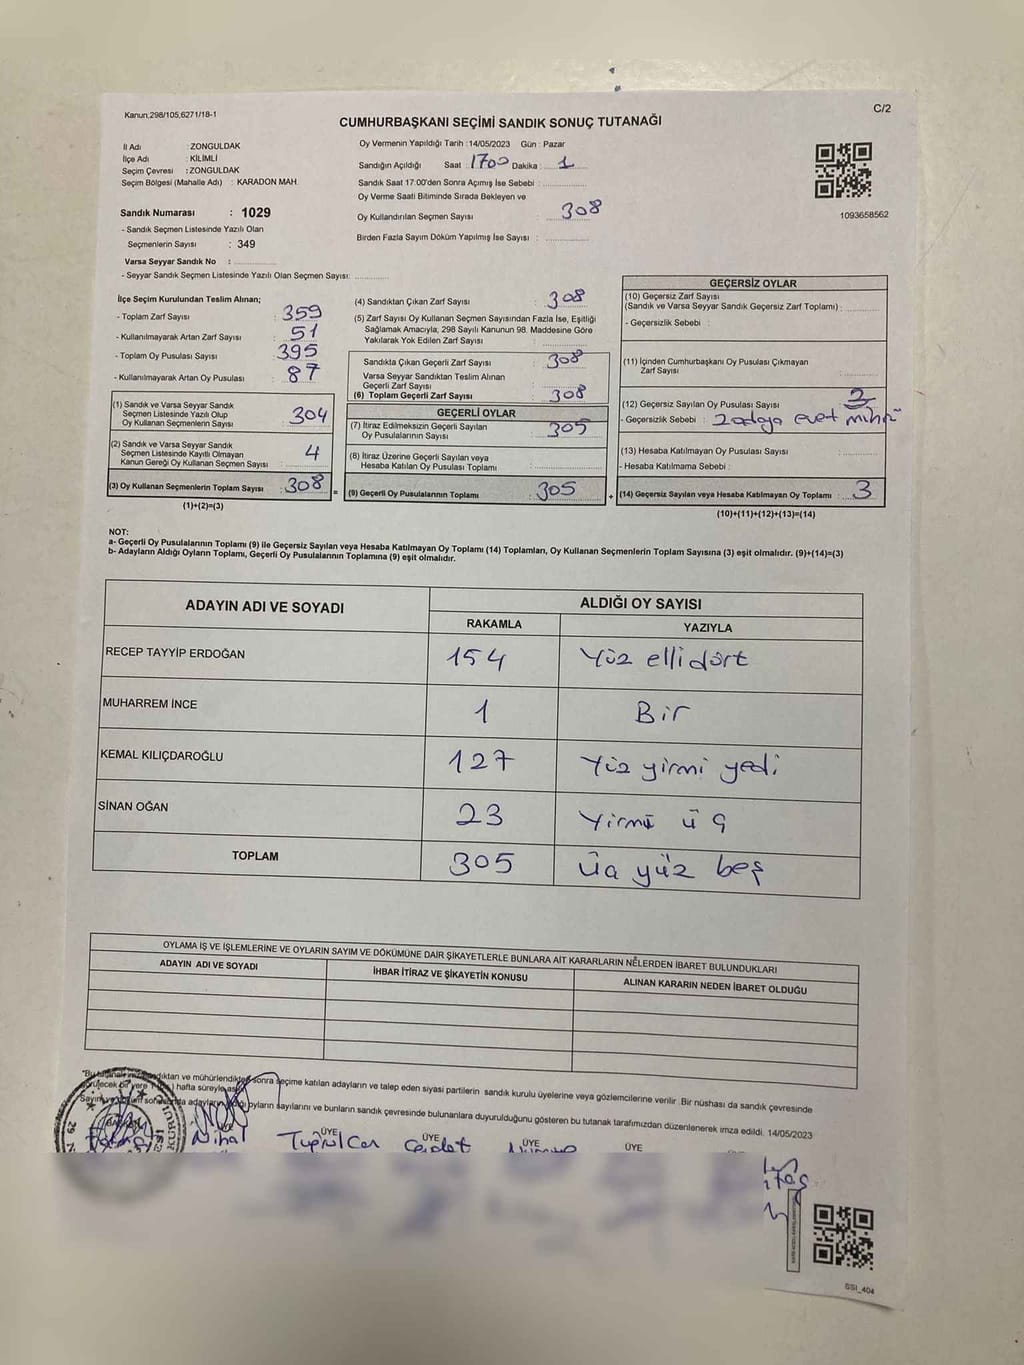 Kanun;298/105,6271/18-1
C/2
CUMHURBAŞKANI SEÇİMİ SANDIK SONUÇ TUTANAĞI
İl Adı : ZONGULDAK
İlçe Adı : KİLİMLİ
Seçim Çevresi : ZONGULDAK
Seçim Bölgesi (Mahalle Adı) : KARADON MAH.
Sandık Numarası : 1029
- Sandık Seçmen Listesinde Yazılı Olan
Seçmenlerin Sayısı : 349
Varsa Seyyar Sandık No :
- Seyyar Sandık Seçmen Listesinde Yazılı Olan Seçmen Sayısı:
Oy Vermenin Yapıldığı Tarih :14/05/2023 Gün : Pazar
Sandığın Açıldığı Saat : 1700 Dakika : 1
Sandık Saat 17:00'den Sonra Açımış İse Sebebi :
Oy Verme Saati Bitiminde Sırada Bekleyen ve
Oy Kullandırılan Seçmen Sayısı : 308
Birden Fazla Sayım Döküm Yapılmış İse Sayısı :
1093658562
İlçe Seçim Kurulundan Teslim Alınan;
- Toplam Zarf Sayısı : 359
- Kullanılmayarak Artan Zarf Sayısı : 51
- Toplam Oy Pusulası Sayısı : 395
- Kullanılmayarak Artan Oy Pusulası : 87
(1) Sandık ve Varsa Seyyar Sandık
Seçmen Listesinde Yazılı Olup
Oy Kullanan Seçmenlerin Sayısı : 304
(2) Sandık ve Varsa Seyyar Sandık
Seçmen Listesinde Kayıtlı Olmayan
Kanun Gereği Oy Kullanan Seçmen Sayısı : 4
(3) Oy Kullanan Seçmenlerin Toplam Sayısı : 308
(1)+(2)=(3)
(4) Sandıktan Çıkan Zarf Sayısı : 308
(5) Zarf Sayısı Oy Kullanan Seçmen Sayısından Fazla İse, Eşitliği
Sağlamak Amacıyla, 298 Sayılı Kanunun 98. Maddesine Göre
Yakılarak Yok Edilen Zarf Sayısı :
Sandıkta Çıkan Geçerli Zarf Sayısı : 308
Varsa Seyyar Sandıktan Teslim Alınan
Geçerli Zarf Sayısı :
(6) Toplam Geçerli Zarf Sayısı : 308
GEÇERLİ OYLAR
(7) İtiraz Edilmeksizin Geçerli Sayılan
Oy Pusulalarının Sayısı : 305
(8) İtiraz Üzerine Geçerli Sayılan veya
Hesaba Katılan Oy Pusulası Toplamı :
= (9) Geçerli Oy Pusulalarının Toplamı : 305
GEÇERSİZ OYLAR
(10) Geçersiz Zarf Sayısı
(Sandık ve Varsa Seyyar Sandık Geçersiz Zarf Toplamı) :
- Geçersizlik Sebebi :
(11) İçinden Cumhurbaşkanı Oy Pusulası Çıkmayan
Zarf Sayısı :
(12) Geçersiz Sayılan Oy Pusulası Sayısı : 3
- Geçersizlik Sebebi : 2 adaya evet mihrü
(13) Hesaba Katılmayan Oy Pusulası Sayısı :
- Hesaba Katılmama Sebebi :
+ (14) Geçersiz Sayılan veya Hesaba Katılmayan Oy Toplamı : 3
(10)+(11)+(12)+(13)=(14)
NOT:
a- Geçerli Oy Pusulalarının Toplamı (9) ile Geçersiz Sayılan veya Hesaba Katılmayan Oy Toplamı (14) Toplamları, Oy Kullanan Seçmenlerin Toplam Sayısına (3) eşit olmalıdır. (9)+(14)=(3)
b- Adayların Aldığı Oyların Toplamı, Geçerli Oy Pusulalarının Toplamına (9) eşit olmalıdır.
ADAYIN ADI VE SOYADI ALDIĞI OY SAYISI
RAKAMLA YAZIYLA
RECEP TAYYİP ERDOĞAN 154 Yüz ellidört
MUHARREM İNCE 1 Bir
KEMAL KILIÇDAROĞLU 127 Yüz yirmi yedi
SİNAN OĞAN 23 Yirmi üç
TOPLAM 305 Üç yüz beş
OYLAMA İŞ VE İŞLEMLERİNE VE OYLARIN SAYIM VE DÖKÜMÜNE DAİR ŞİKAYETLERLE BUNLARA AİT KARARLARIN NELERDEN İBARET BULUNDUKLARI
ADAYIN ADI VE SOYADI İHBAR İTİRAZ VE ŞİKAYETİN KONUSU ALINAN KARARIN NEDEN İBARET OLDUĞU
sonra seçime katılan adayların ve talep eden siyasi partilerin sandık kurulu üyelerine veya gözlemcilerine verilir .Bir nüshası da sandık çevresinde
hafta süreyle
oyların sayılarını ve bunların sandık çevresinde bulunanlara duyurulduğunu gösteren bu tutanak tarafımızdan düzenlenerek imza edildi. 14/05/2023
ÜYE ÜYE ÜYE
Nihal Tuğrul Can
SSI_404